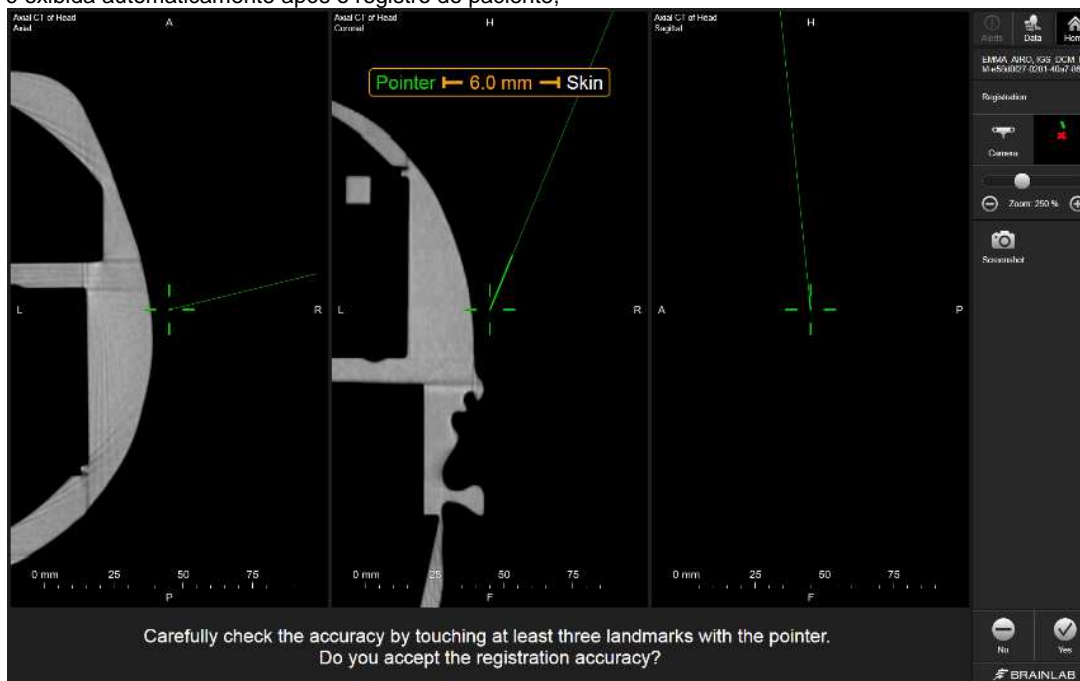 é exibida automaticamente após o registro do paciente,
Axial CT of Head
Axial
A
Axial CT of Head
Coronal
H
Axial CT of Head
Sagittal
H
Alerts
Data
Home
Pointer 6.0 mm Skin
EMMA_AIRO, IGS_DCM
Registration
Camera
Zoom: 250 %
Screenshot
L
R
L
R
A
P
0 mm 25 50 75
P
0 mm 25 50 75
F
0 mm 25 50 75
F
Carefully check the accuracy by touching at least three landmarks with the pointer.
Do you accept the registration accuracy?
No
Yes
BRAINLAB